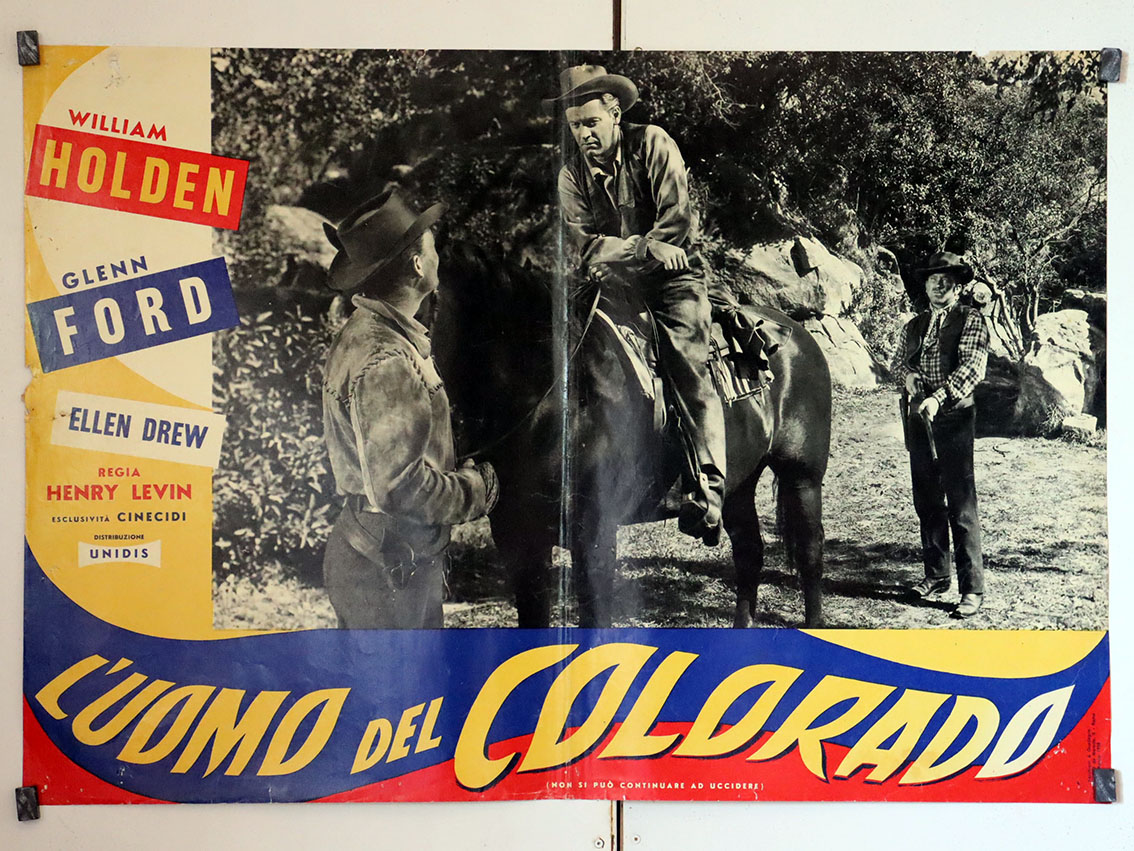 WILLIAM
HOLDEN
GLENN
FORD
ELLEN DREW
REGIA
HENRY LEVIN
ESCLUSIVITÀ CINECIDI
DISTRIBUZIONE
UNIDIS
L'UOMO DEL COLORADO
(NON SI PUÒ CONTINUARE AD UCCIDERE)